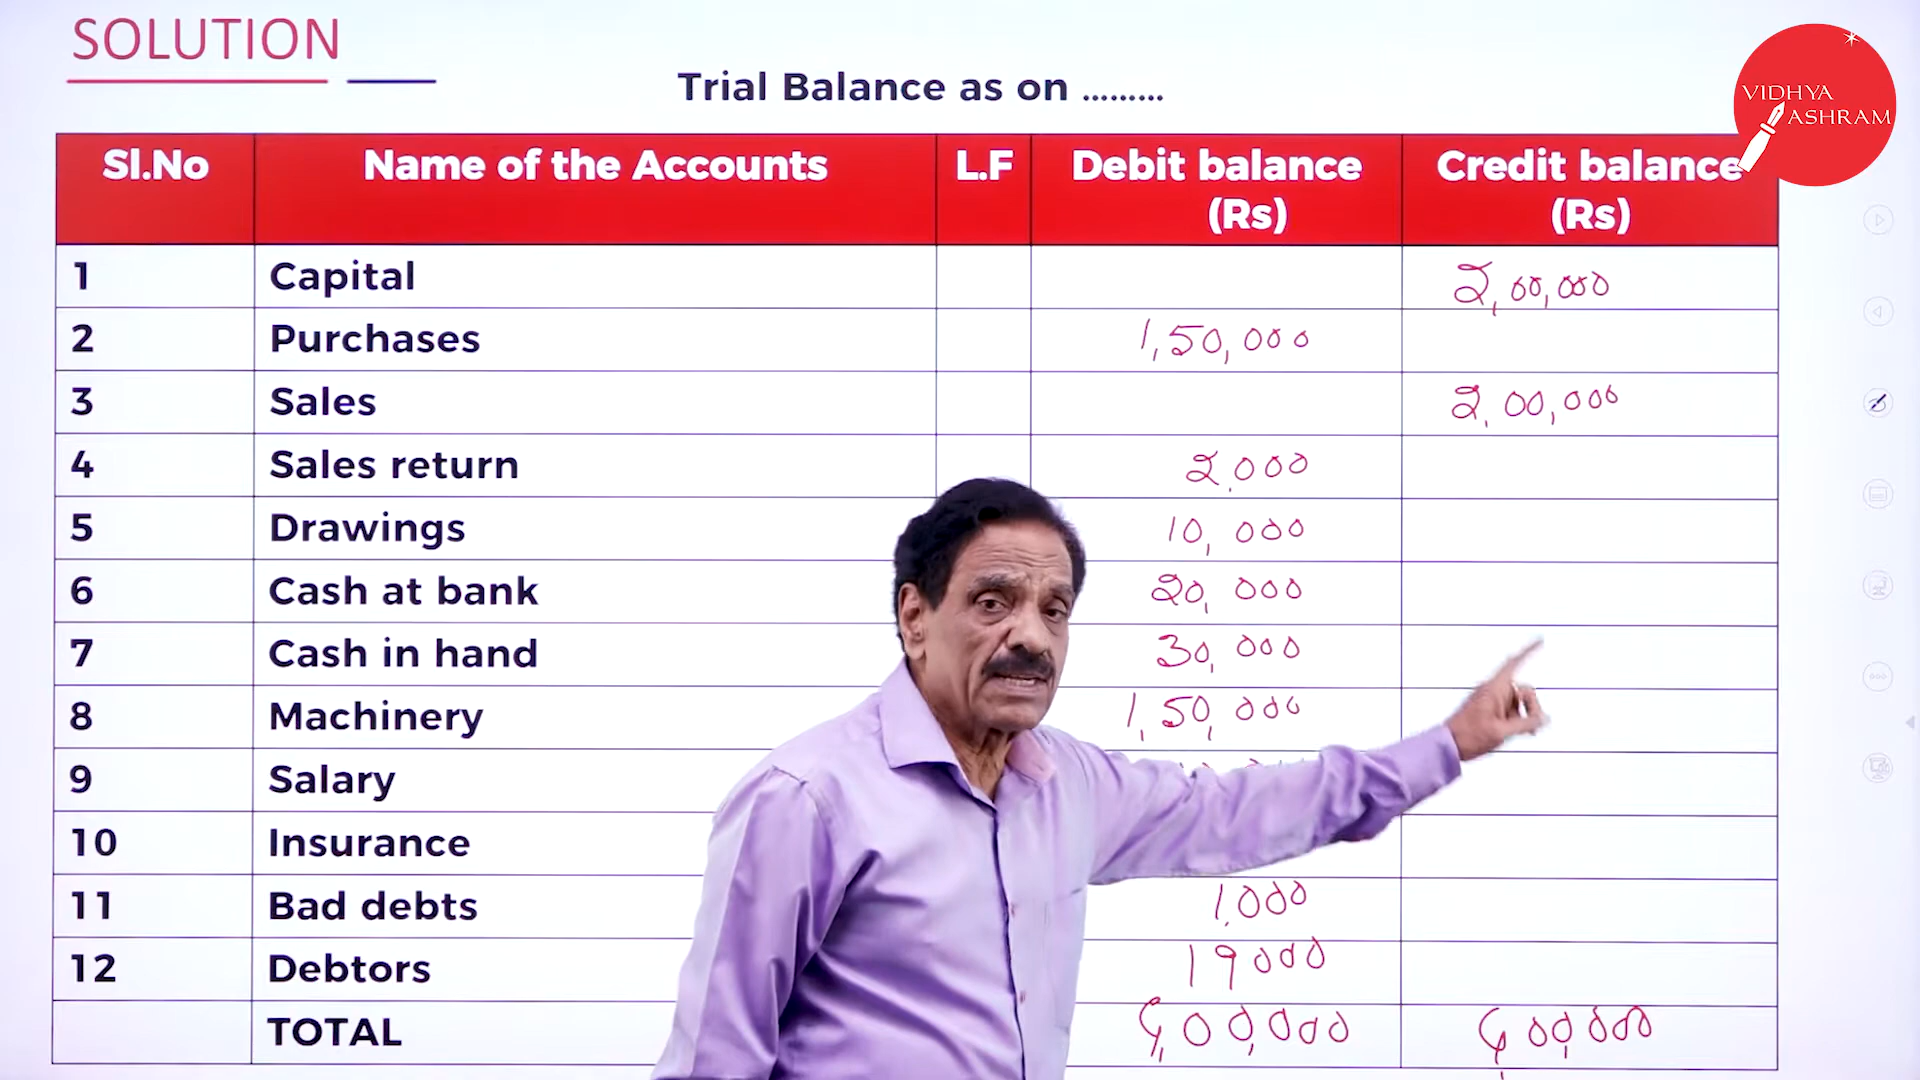 SOLUTION
Trial Balance as on .........
VIDHYA
ASHRAM
Sl.No Name of the Accounts L.F Debit balance (Rs) Credit balance (Rs)
1 Capital 2,00,000
2 Purchases 1,50,000
3 Sales 2,00,000
4 Sales return 2,000
5 Drawings 10,000
6 Cash at bank 20,000
7 Cash in hand 30,000
8 Machinery 1,50,000
9 Salary
10 Insurance
11 Bad debts 1,000
12 Debtors 19000
TOTAL 4,00,000 4,00,000